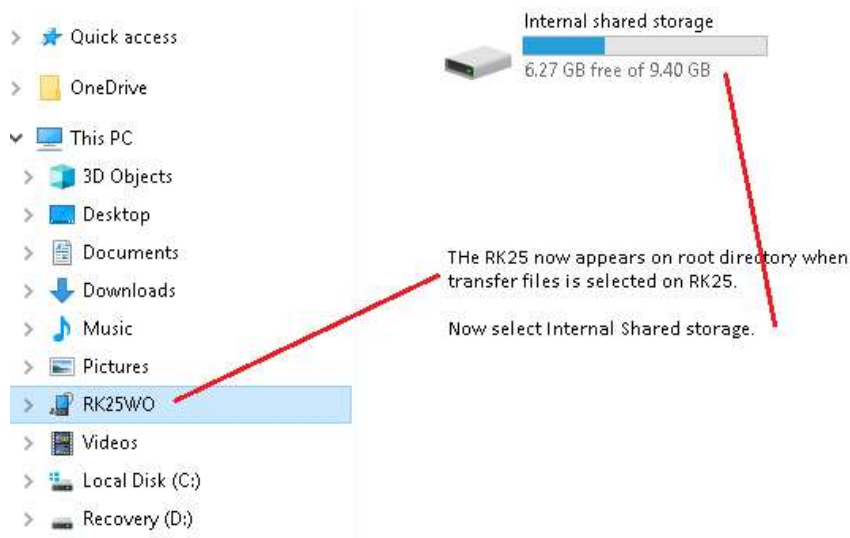 Quick access
OneDrive
This PC
3D Objects
Desktop
Documents
Downloads
Music
Pictures
RK25WO
Videos
Local Disk (C:)
Recovery (D:)
Internal shared storage
6.27 GB free of 9.40 GB
THe RK25 now appears on root directory when
transfer files is selected on RK25.
Now select Internal Shared storage.